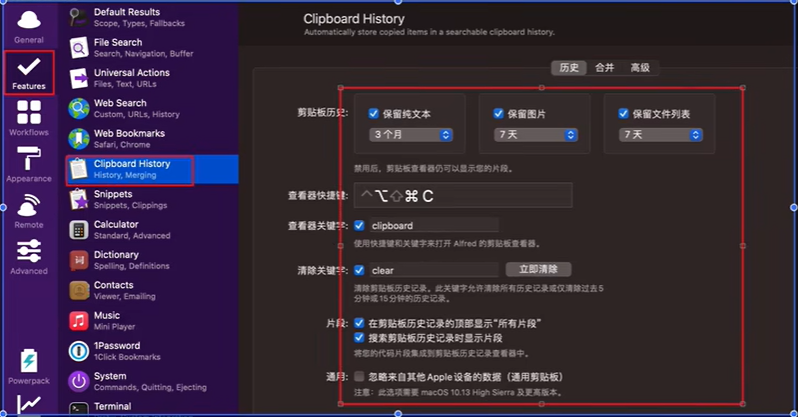 General
Features
Workflows
Appearance
Remote
Advanced
Powerpack
Default Results
Scope, Types, Fallbacks
File Search
Search, Navigation, Buffer
Universal Actions
Files, Text, URLs
Web Search
Custom, URLs, History
Web Bookmarks
Safari, Chrome
Clipboard History
History, Merging
Snippets
Snippets, Clippings
Calculator
Standard, Advanced
Dictionary
Spelling, Definitions
Contacts
Viewer, Emailing
Music
Mini Player
1Password
1Click Bookmarks
System
Commands, Quitting, Ejecting
Terminal
Clipboard History
Automatically store copied items in a searchable clipboard history.
历史 合并 高级
剪贴板历史: 保留纯文本 保留图片 保留文件列表
3 个月 7 天 7 天
禁用后，剪贴板查看器仍可以显示您的片段。
查看器快捷键: ^⌥⇧⌘ C
查看器关键字: clipboard
使用快捷键和关键字来打开 Alfred 的剪贴板查看器。
清除关键字: clear 立即清除
清除剪贴板历史记录。此关键字允许清除所有历史记录或仅清除过去5
分钟或15分钟的历史记录。
片段: 在剪贴板历史记录的顶部显示“所有片段”
搜索剪贴板历史记录时显示片段
将您的代码片段集成到剪贴板历史记录查看器中。
通用: 忽略来自其他Apple设备的数据（通用剪贴板）
注意：此选项需要 macOS 10.13 High Sierra 及更高版本。